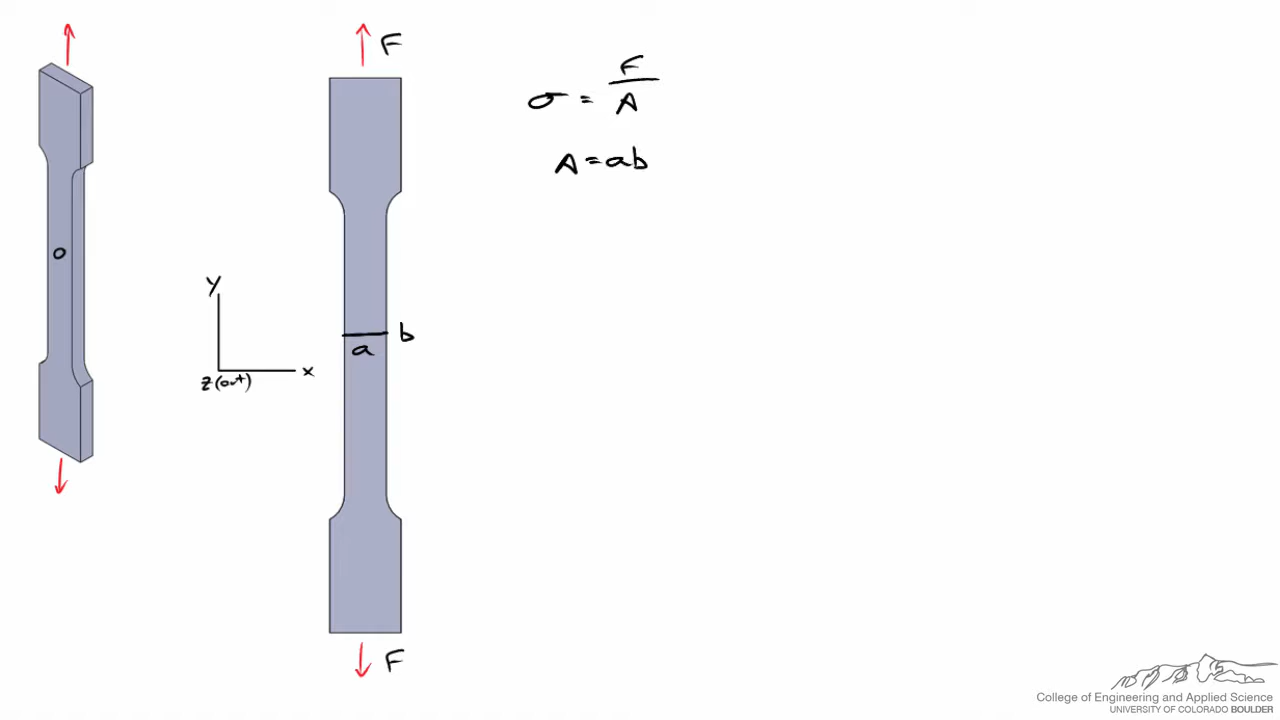 F
σ = F/A
A = ab
O
y
x
z (out)
b
a
F
College of Engineering and Applied Science
UNIVERSITY OF COLORADO BOULDER